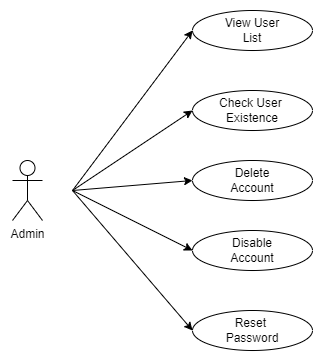 View User
List
Check User
Existence
Delete
Account
Admin
Disable
Account
Reset
Password